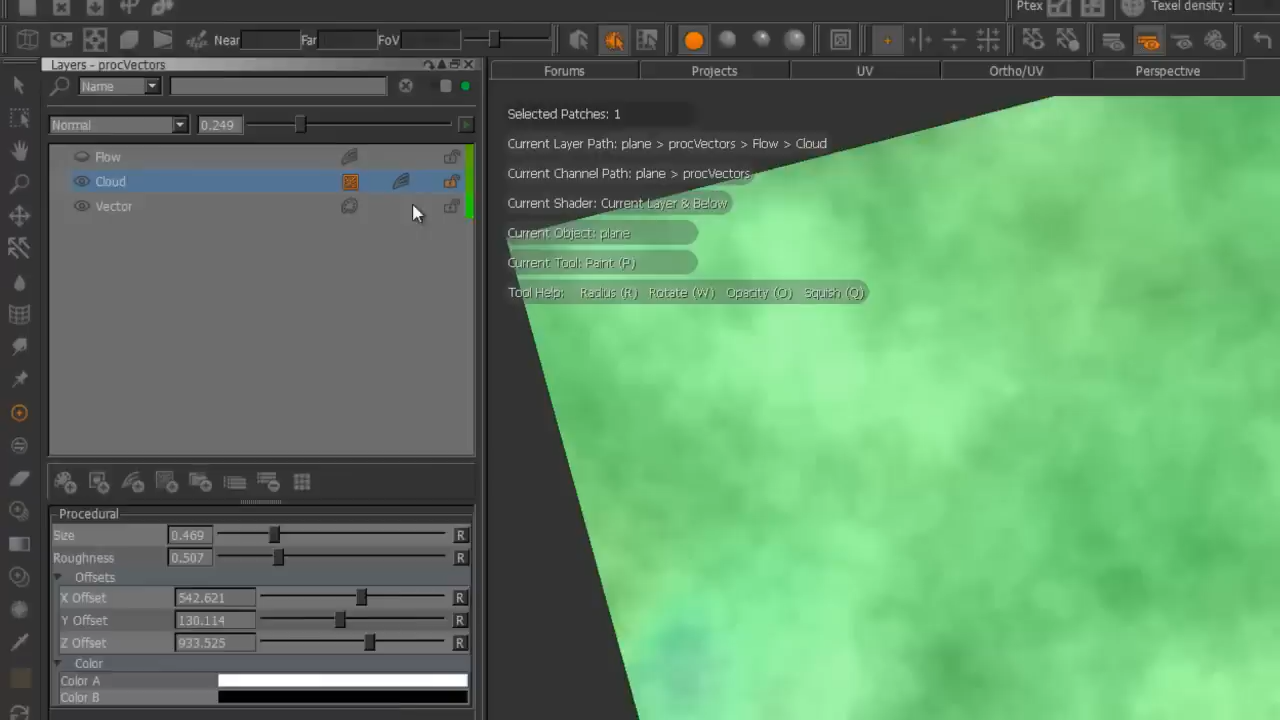 Ptex Texel density :
Near Far FoV
Layers - procVectors
Forums Projects UV Ortho/UV Perspective
Name
Normal 0.249
Flow
Cloud
Vector
Selected Patches: 1
Current Layer Path: plane > procVectors > Flow > Cloud
Current Channel Path: plane > procVectors
Current Shader: Current Layer & Below
Current Object: plane
Current Tool: Paint (P)
Tool Help: Radius (R) Rotate (W) Opacity (O) Squish (Q)
Procedural
Size 0.469 R
Roughness 0.507 R
Offsets
X Offset 542.621 R
Y Offset 130.114 R
Z Offset 933.525 R
Color
Color A
Color B